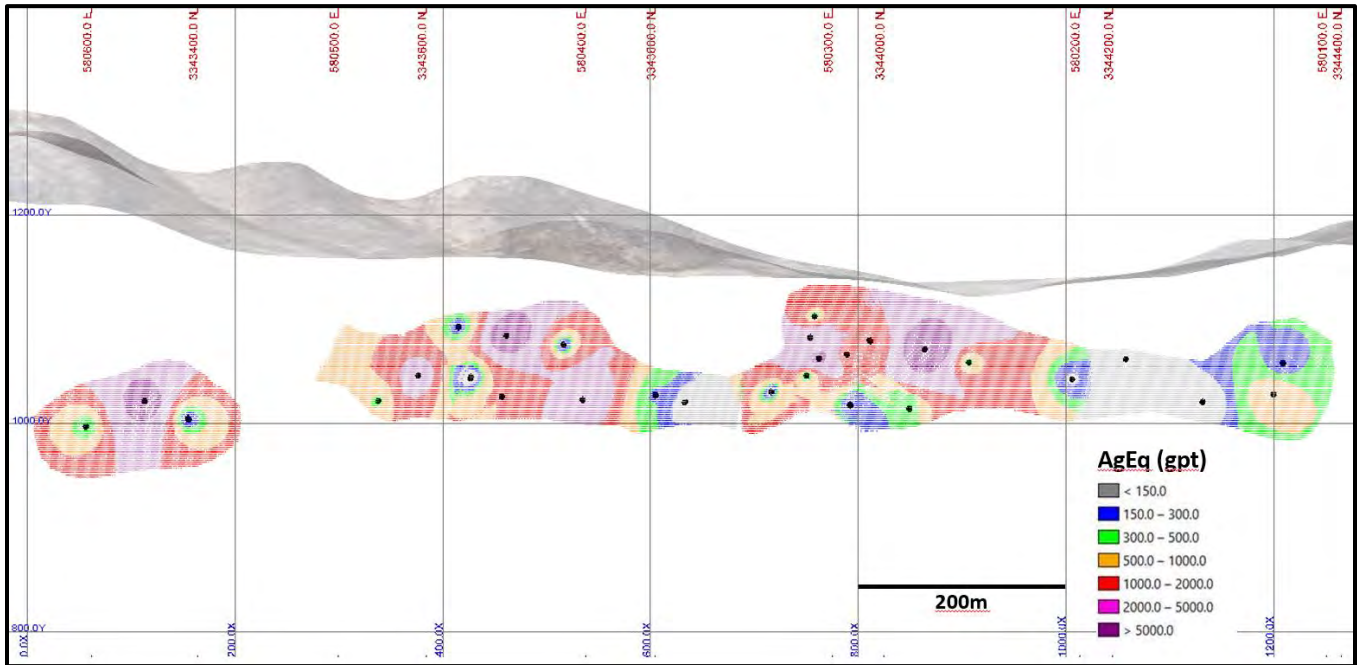 580600.0 E
3343400.0 N
580500.0 E
3343600.0 N
580400.0 E
3343800.0 N
580300.0 E
3344000.0 N
580200.0 E
3344200.0 N
580100.0 E
3344400.0 N
1200.0Y
1000.0Y
800.0Y
AgEq (gpt)
< 150.0
150.0 – 300.0
300.0 – 500.0
500.0 – 1000.0
1000.0 – 2000.0
2000.0 – 5000.0
> 5000.0
200m
0.0X
200.0X
400.0X
600.0X
800.0X
1000.0X
1200.0X